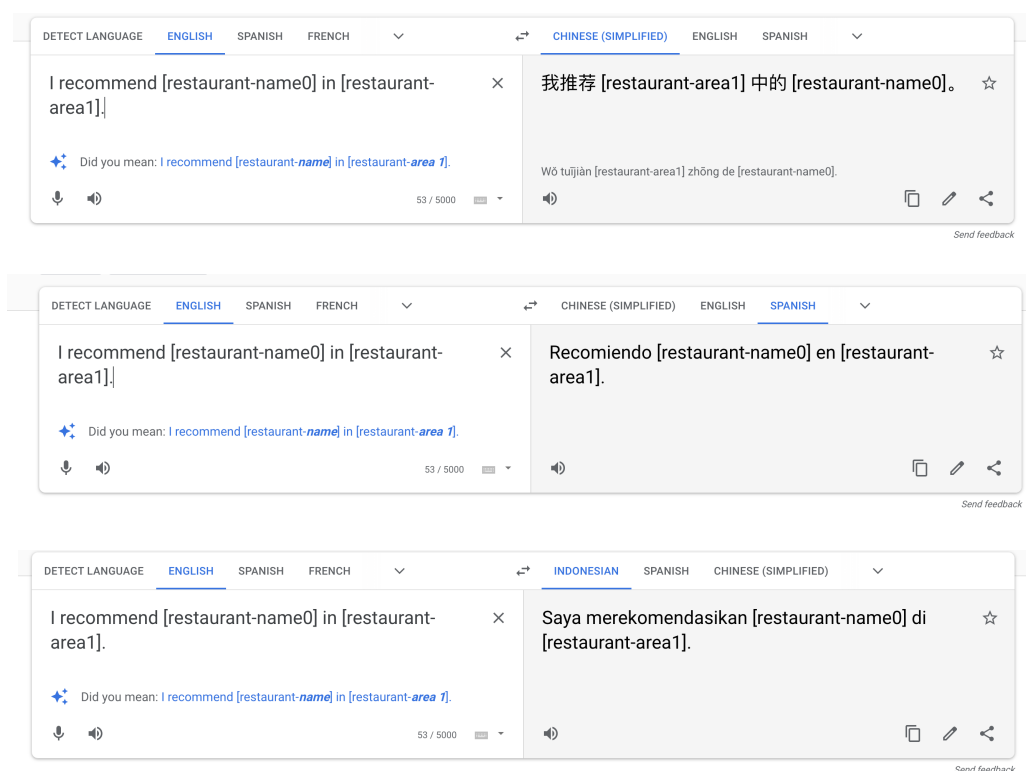 DETECT LANGUAGE ENGLISH SPANISH FRENCH CHINESE (SIMPLIFIED) ENGLISH SPANISH
I recommend [restaurant-name0] in [restaurant-
area1].
Did you mean: I recommend [restaurant-name] in [restaurant-area 1].
53 / 5000
我推荐 [restaurant-area1] 中的 [restaurant-name0]。
Wǒ tuījiàn [restaurant-area1] zhōng de [restaurant-name0].
Send feedback
DETECT LANGUAGE ENGLISH SPANISH FRENCH CHINESE (SIMPLIFIED) ENGLISH SPANISH
I recommend [restaurant-name0] in [restaurant-
area1].
Did you mean: I recommend [restaurant-name] in [restaurant-area 1].
53 / 5000
Recomiendo [restaurant-name0] en [restaurant-
area1].
Send feedback
DETECT LANGUAGE ENGLISH SPANISH FRENCH INDONESIAN SPANISH CHINESE (SIMPLIFIED)
I recommend [restaurant-name0] in [restaurant-
area1].
Did you mean: I recommend [restaurant-name] in [restaurant-area 1].
53 / 5000
Saya merekomendasikan [restaurant-name0] di
[restaurant-area1].
Send feedback